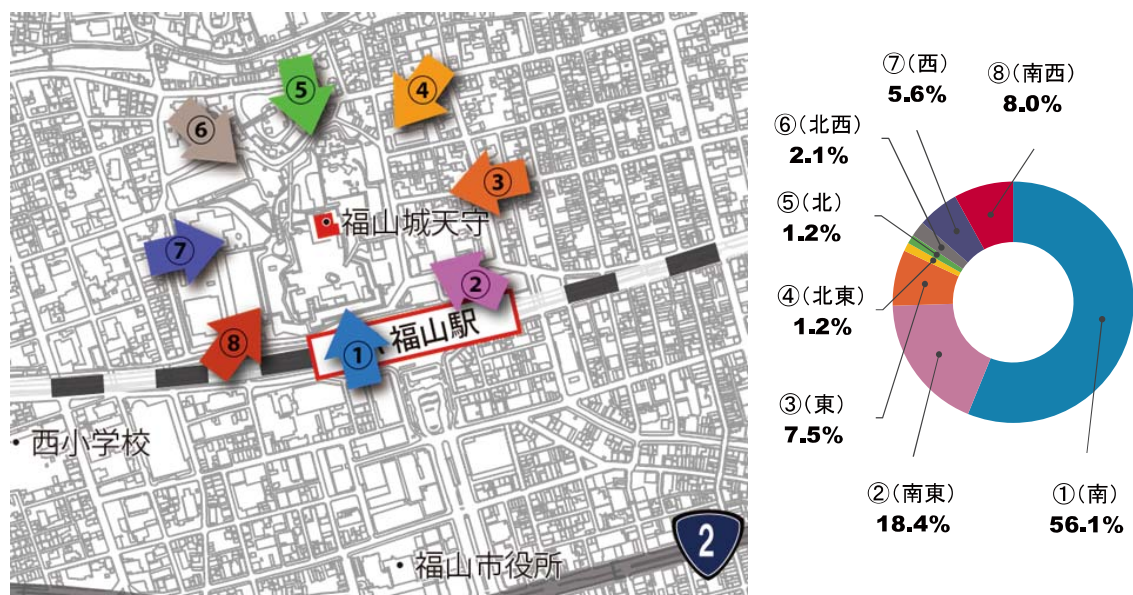 ⑤
④
⑥
③
福山城天守
⑦
②
福山駅
⑧
①
西小学校
2
福山市役所
⑦(西)
5.6%
⑧(南西)
8.0%
⑥(北西)
2.1%
⑤(北)
1.2%
④(北東)
1.2%
③(東)
7.5%
②(南東)
18.4%
①(南)
56.1%